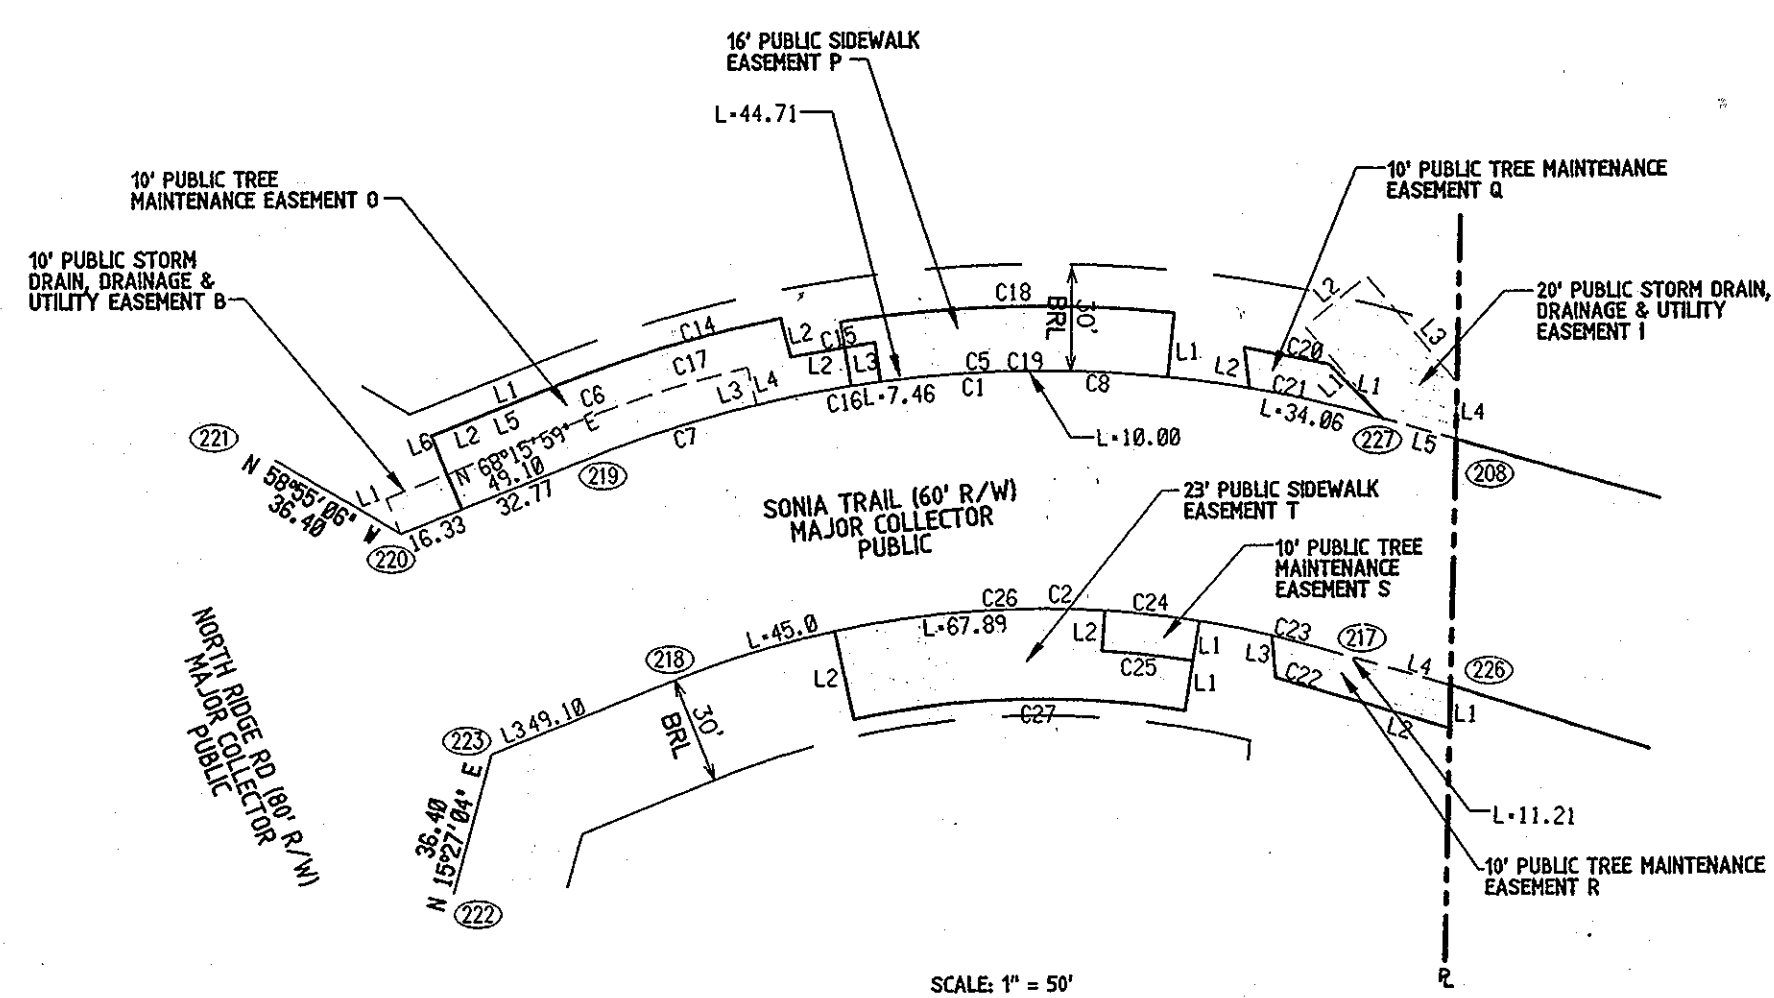 16' PUBLIC SIDEWALK
EASEMENT P
L=44.71
10' PUBLIC TREE
MAINTENANCE EASEMENT O
10' PUBLIC TREE MAINTENANCE
EASEMENT Q
10' PUBLIC STORM
DRAIN, DRAINAGE &
UTILITY EASEMENT B
20' PUBLIC STORM DRAIN,
DRAINAGE & UTILITY
EASEMENT I
C18
30'
BRL
C14
C17
L2
C15
L2
L3
L1
L2
C20
C21
L1
L1
L2
L3
L4
L5
L1
C6
L3
L4
L6
L2
L5
C5
C19
C1
C8
C16
L=7.46
L=34.06
L=10.00
C7
227
208
221
N 58°55'06" W
36.40
L1
N 68°15'59" E
49.10
32.77
16.33
219
220
SONIA TRAIL (60' R/W)
MAJOR COLLECTOR
PUBLIC
23' PUBLIC SIDEWALK
EASEMENT T
10' PUBLIC TREE
MAINTENANCE
EASEMENT S
NORTH RIDGE RD (80' R/W)
MAJOR COLLECTOR
PUBLIC
C26
C2
C24
L=67.89
L=45.0
L2
L1
C25
L1
L2
C23
L3
C22
217
L4
226
L1
L2
218
30'
BRL
C27
223
L3
49.10
36.40
N 15°27'04" E
222
L=11.21
10' PUBLIC TREE MAINTENANCE
EASEMENT R
SCALE: 1" = 50'
PL